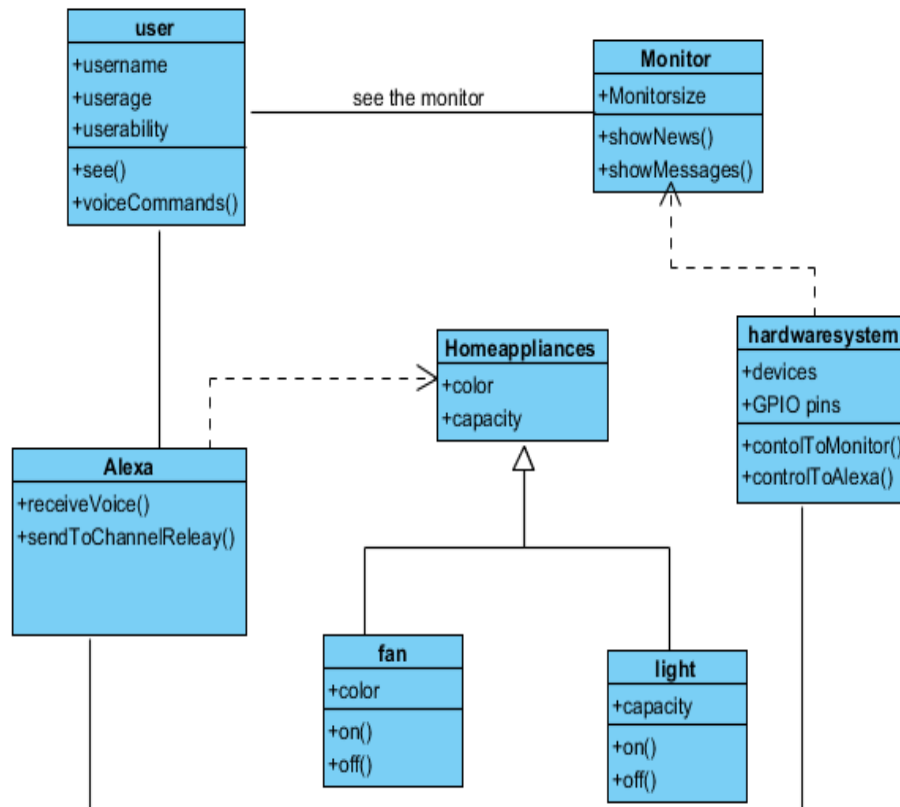 user
+username
+userage
+userability
+see()
+voiceCommands()
see the monitor
Monitor
+Monitorsize
+showNews()
+showMessages()
Homeappliances
+color
+capacity
hardwaresystem
+devices
+GPIO pins
+contolToMonitor()
+controlToAlexa()
Alexa
+receiveVoice()
+sendToChannelReleay()
fan
+color
+on()
+off()
light
+capacity
+on()
+off()